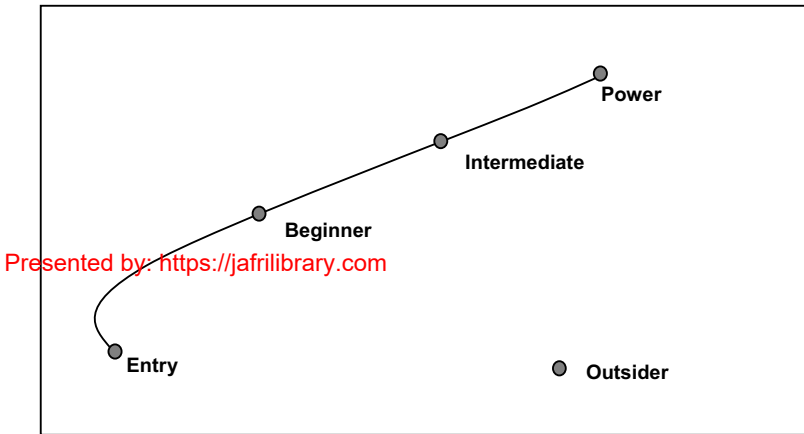 Power
Intermediate
Beginner
Presented by: https://jafrilibrary.com
Entry
Outsider